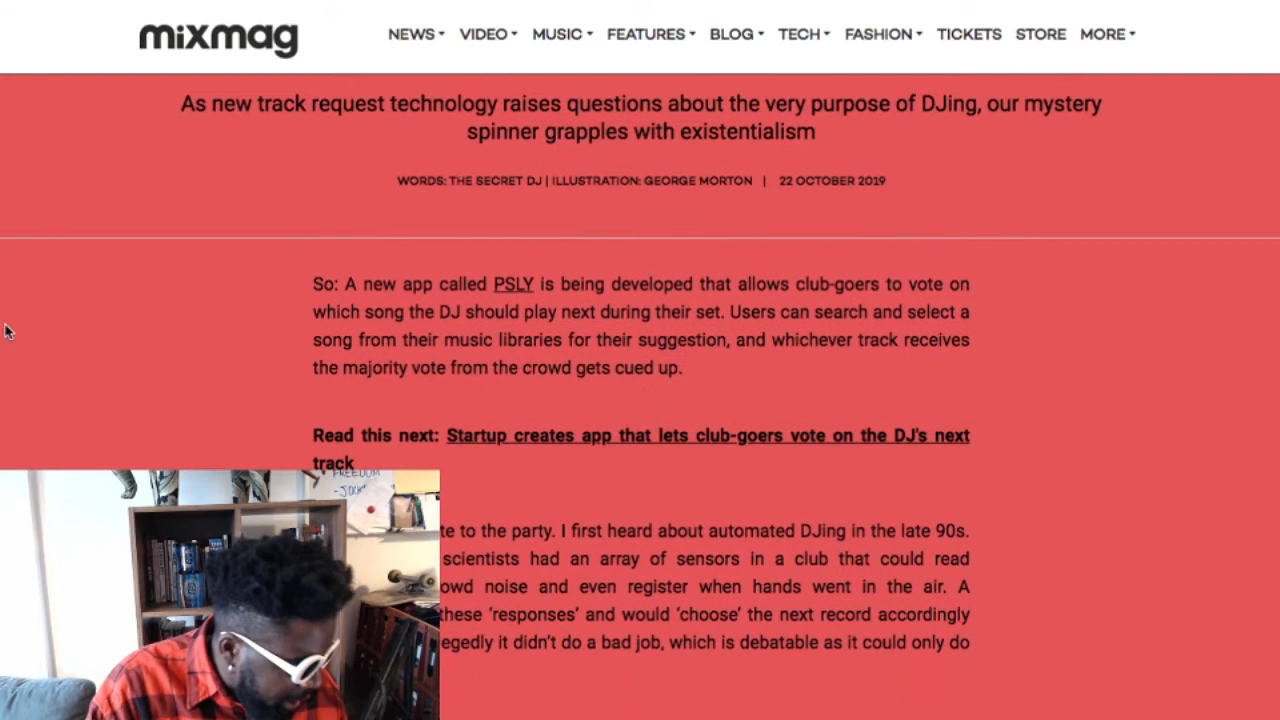 mixmag
NEWS VIDEO MUSIC FEATURES BLOG TECH FASHION TICKETS STORE MORE
As new track request technology raises questions about the very purpose of DJing, our mystery
spinner grapples with existentialism
WORDS: THE SECRET DJ | ILLUSTRATION: GEORGE MORTON | 22 OCTOBER 2019
So: A new app called PSLY is being developed that allows club-goers to vote on
which song the DJ should play next during their set. Users can search and select a
song from their music libraries for their suggestion, and whichever track receives
the majority vote from the crowd gets cued up.
Read this next: Startup creates app that lets club-goers vote on the DJ's next
track
FREEDOM
te to the party. I first heard about automated DJing in the late 90s.
scientists had an array of sensors in a club that could read
owd noise and even register when hands went in the air. A
these ‘responses’ and would ‘choose’ the next record accordingly
egedly it didn’t do a bad job, which is debatable as it could only do